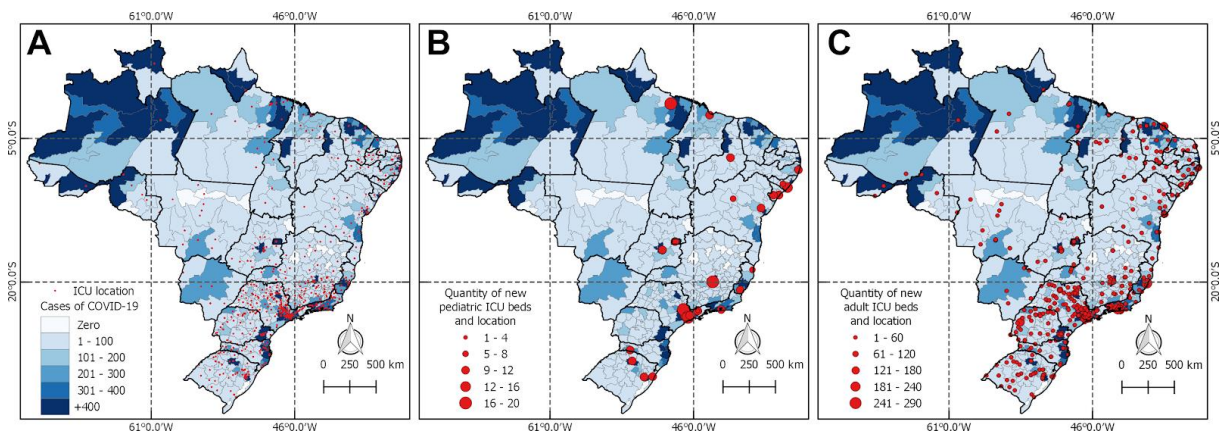 61°0.0'W 46°0.0'W
A
ICU location
Cases of COVID-19
Zero
1 - 100
101 - 200
201 - 300
301 - 400
+400
N
0 250 500 km
5°0.0'S
20°0.0'S
61°0.0'W 46°0.0'W
61°0.0'W 46°0.0'W
B
Quantity of new
pediatric ICU beds
and location
1 - 4
5 - 8
9 - 12
12 - 16
16 - 20
N
0 250 500 km
61°0.0'W 46°0.0'W
61°0.0'W 46°0.0'W
C
Quantity of new
adult ICU beds
and location
1 - 60
61 - 120
121 - 180
181 - 240
241 - 290
N
0 250 500 km
5°0.0'S
20°0.0'S
61°0.0'W 46°0.0'W